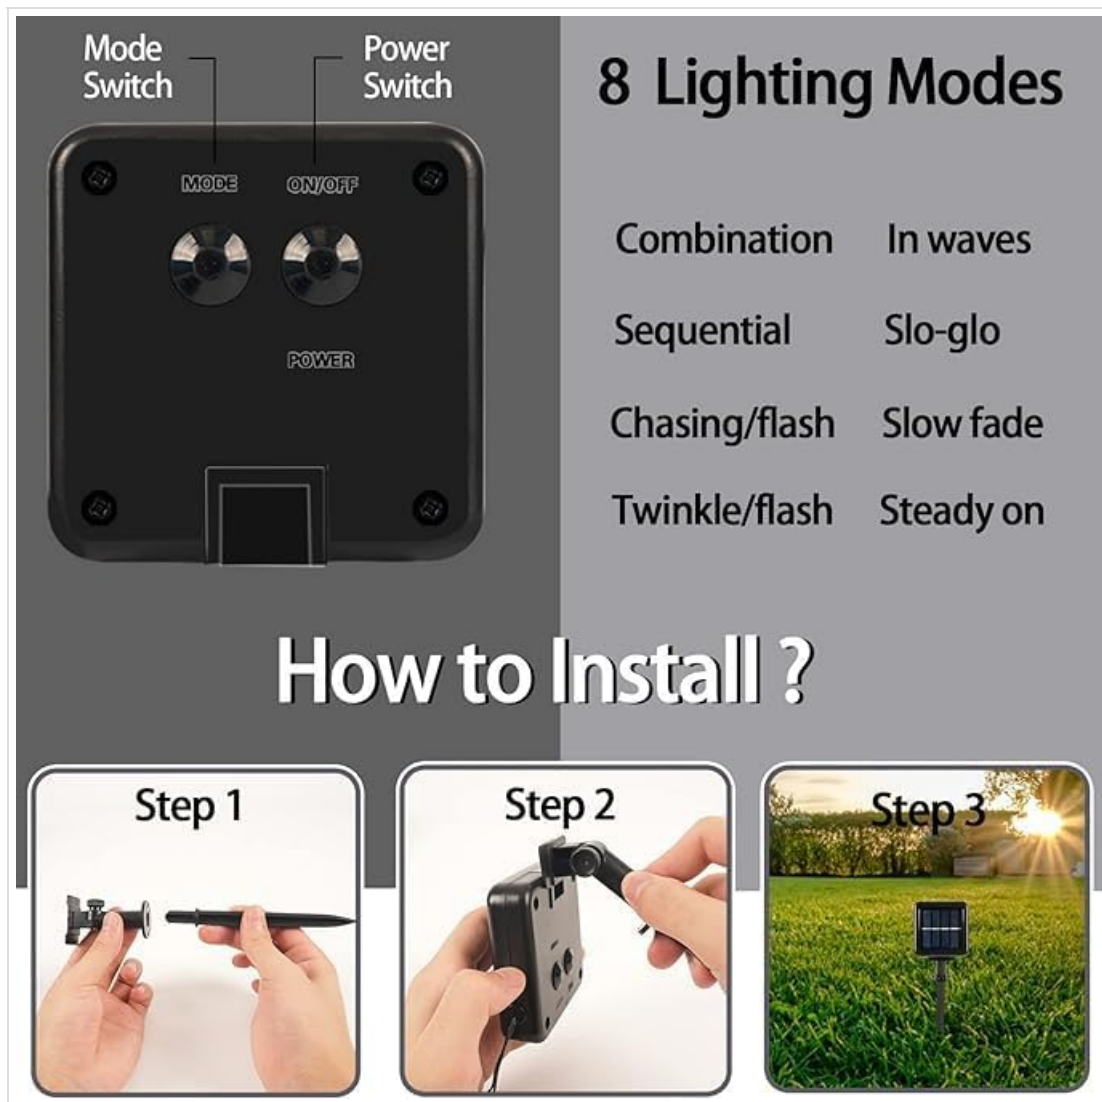 Mode
Switch
Power
Switch
MODE
ON/OFF
POWER
8 Lighting Modes
Combination
In waves
Sequential
Slo-glo
Chasing/flash
Slow fade
Twinkle/flash
Steady on
How to Install ?
Step 1
Step 2
Step 3